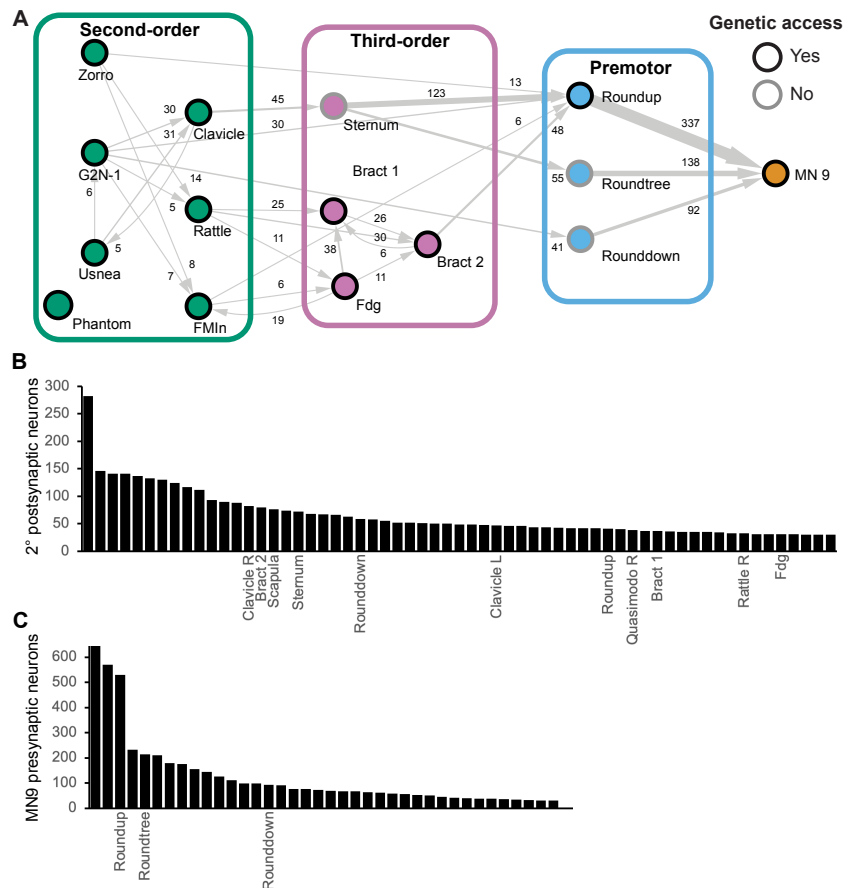 A
Second-order
Third-order
Premotor
Genetic access
Yes
No
Zorro
G2N-1
Usnea
Phantom
Clavicle
Rattle
FMIn
Sternum
Bract 1
Bract 2
Fdg
Roundup
Roundtree
Rounddown
MN 9
30
31
6
5
5
14
7
8
45
30
25
11
6
19
38
26
30
6
11
123
13
6
48
55
41
337
138
92
B
2° postsynaptic neurons
300
250
200
150
100
50
0
Clavicle R
Bract 2
Scapula
Sternum
Rounddown
Clavicle L
Roundup
Quasimodo R
Bract 1
Rattle R
Fdg
C
MN9 presynaptic neurons
600
500
400
300
200
100
0
Roundup
Roundtree
Rounddown